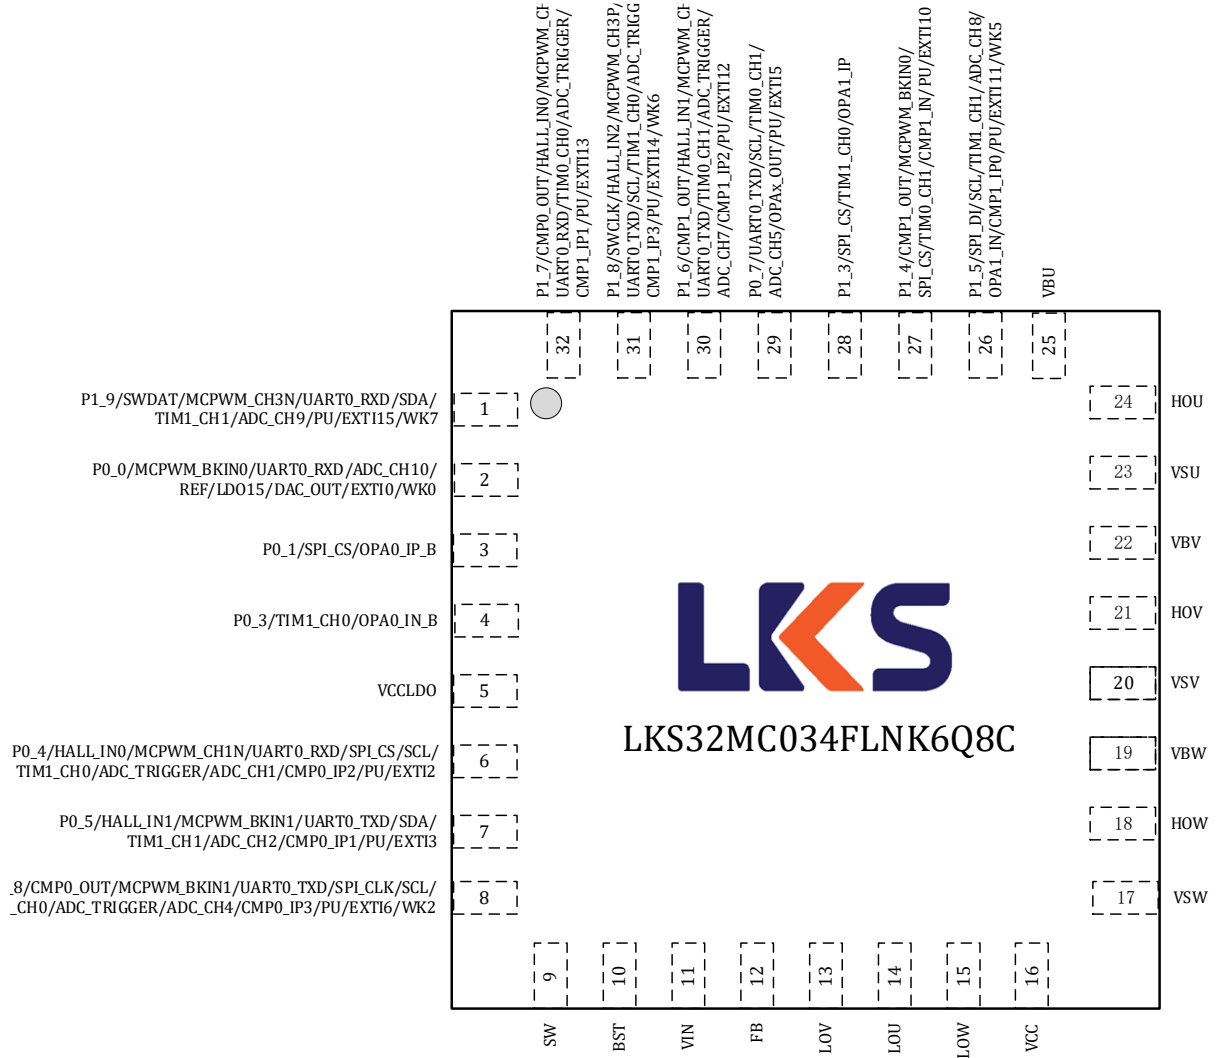 P1_7/CMP0_OUT/HALL_IN0/MCPWM_CH
UART0_RXD/TIM0_CH0/ADC_TRIGGER/
CMP1_IP1/PU/EXTI13
P1_8/SWCLK/HALL_IN2/MCPWM_CH3P/
UART0_TXD/SCL/TIM1_CH0/ADC_TRIGG
CMP1_IP3/PU/EXTI14/WK6
P1_6/CMP1_OUT/HALL_IN1/MCPWM_CH
UART0_TXD/TIM0_CH1/ADC_TRIGGER/
ADC_CH7/CMP1_IP2/PU/EXTI12
P0_7/UART0_TXD/SCL/TIM0_CH1/
ADC_CH5/OPAx_OUT/PU/EXTI5
P1_3/SPI_CS/TIM1_CH0/OPA1_IP
P1_4/CMP1_OUT/MCPWM_BKIN0/
SPI_CS/TIM0_CH1/CMP1_IN/PU/EXTI10
P1_5/SPI_DI/SCL/TIM1_CH1/ADC_CH8/
OPA1_IN/CMP1_IP0/PU/EXTI11/WK5
VBU
32
31
30
29
28
27
26
25
P1_9/SWDAT/MCPWM_CH3N/UART0_RXD/SDA/
TIM1_CH1/ADC_CH9/PU/EXTI15/WK7
1
P0_0/MCPWM_BKIN0/UART0_RXD/ADC_CH10/
REF/LDO15/DAC_OUT/EXTI0/WK0
2
P0_1/SPI_CS/OPA0_IP_B
3
P0_3/TIM1_CH0/OPA0_IN_B
4
VCCLDO
5
P0_4/HALL_IN0/MCPWM_CH1N/UART0_RXD/SPI_CS/SCL/
TIM1_CH0/ADC_TRIGGER/ADC_CH1/CMP0_IP2/PU/EXTI2
6
P0_5/HALL_IN1/MCPWM_BKIN1/UART0_TXD/SDA/
TIM1_CH1/ADC_CH2/CMP0_IP1/PU/EXTI3
7
_8/CMP0_OUT/MCPWM_BKIN1/UART0_TXD/SPI_CLK/SCL/
_CH0/ADC_TRIGGER/ADC_CH4/CMP0_IP3/PU/EXTI6/WK2
8
LKS
LKS32MC034FLNK6Q8C
24 HOU
23 VSU
22 VBV
21 HOV
20 VSV
19 VBW
18 HOW
17 VSW
9
10
11
12
13
14
15
16
SW
BST
VIN
FB
LOV
LOU
LOW
VCC